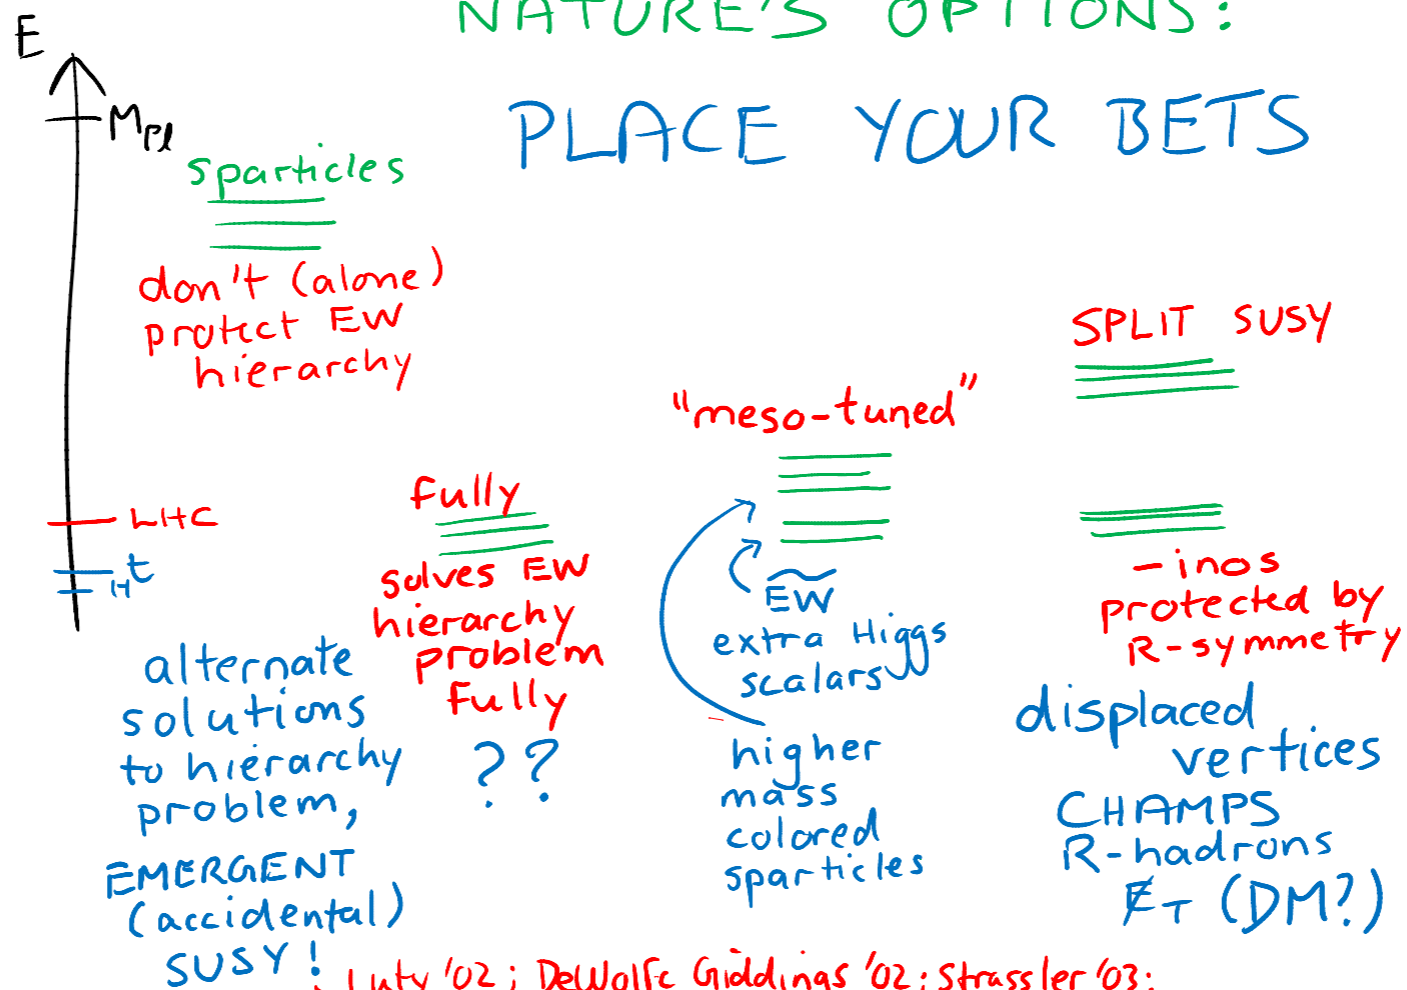 NATURE'S OPTIONS:
PLACE YOUR BETS
E
M_Pl
sparticles
don't (alone)
protect EW
hierarchy
LHC
t
H
alternate
solutions
to hierarchy
problem,
EMERGENT
(accidental)
SUSY!
fully
solves EW
hierarchy
problem
fully
??
"meso-tuned"
E͠W
extra Higgs
scalars
higher
mass
colored
sparticles
SPLIT SUSY
-inos
protected by
R-symmetry
displaced
vertices
CHAMPS
R-hadrons
E̸_T (DM?)
Luty '02; DeWolfe Giddings '02; Strassler '03;